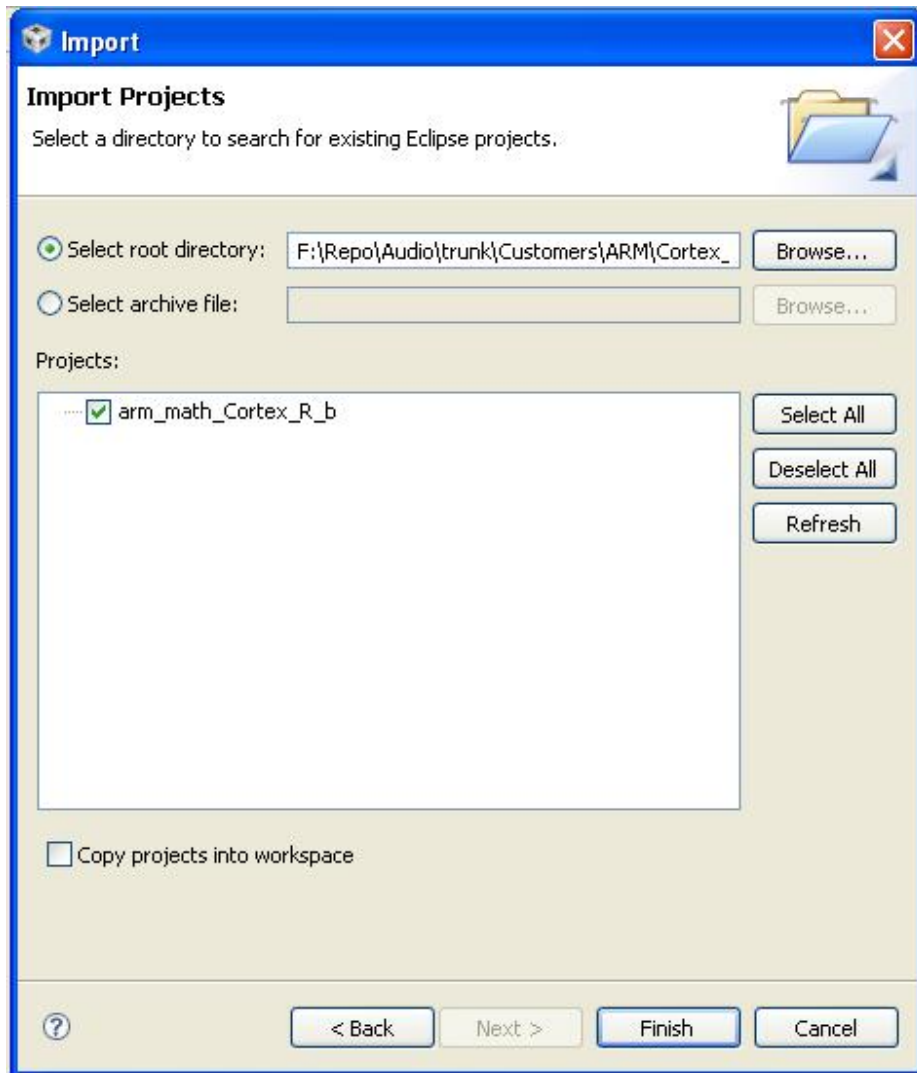 Import
Import Projects
Select a directory to search for existing Eclipse projects.
Select root directory: F:\Repo\Audio\trunk\Customers\ARM\Cortex_ Browse...
Select archive file: Browse...
Projects:
arm_math_Cortex_R_b
Select All
Deselect All
Refresh
Copy projects into workspace
? < Back Next > Finish Cancel